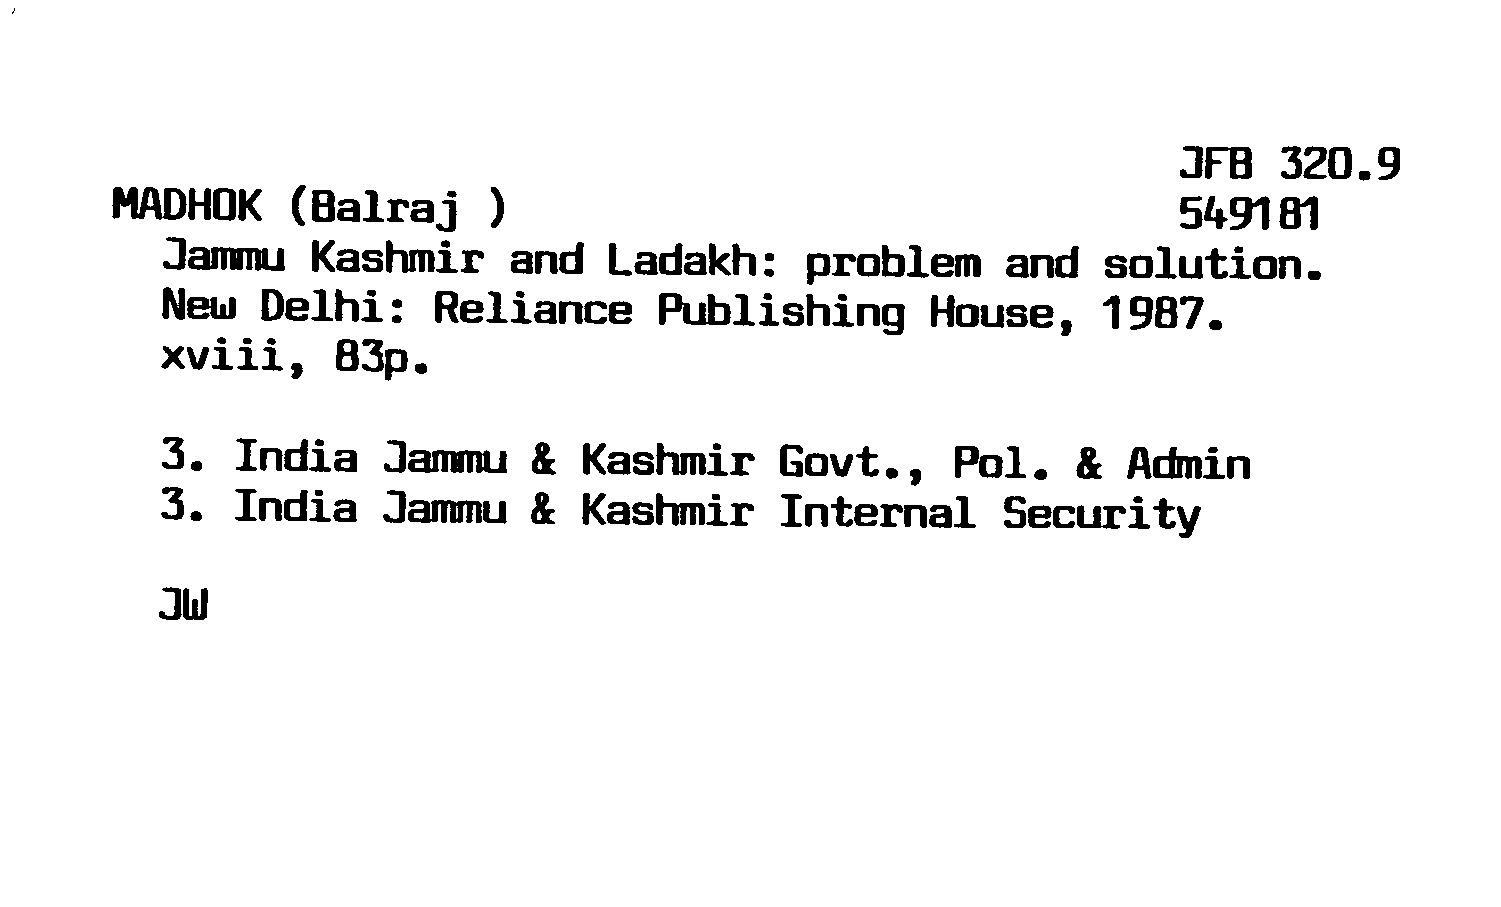 JFB 320.9
MADHOK (Balraj )
549181
Jammu Kashmir and Ladakh: problem and solution.
New Delhi: Reliance Publishing House, 1987.
xviii, 83p.
3. India Jammu & Kashmir Govt., Pol. & Admin
3. India Jammu & Kashmir Internal Security
JW